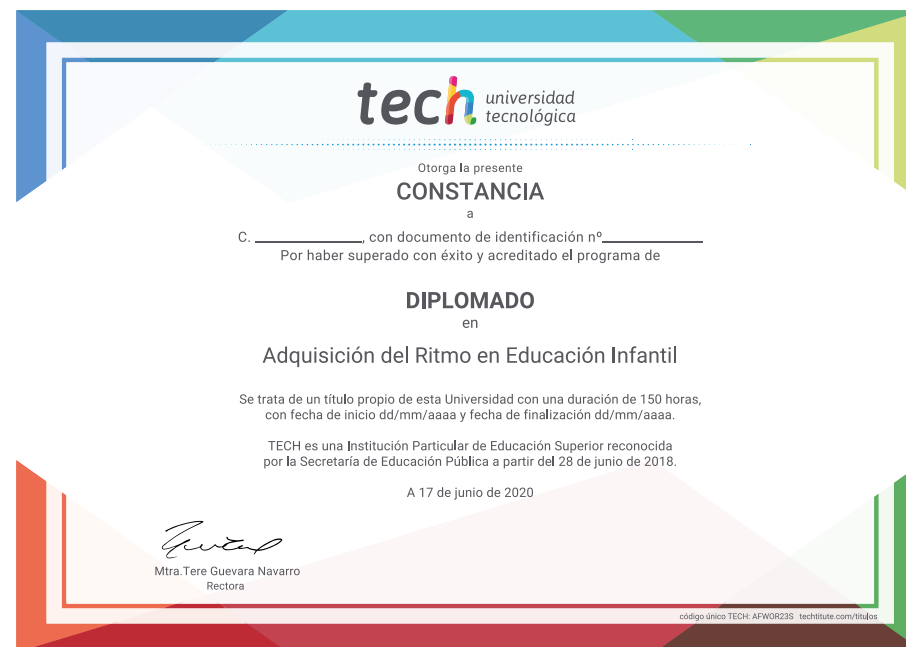 tech universidad
tecnológica
Otorga la presente
CONSTANCIA
a
C. ______________, con documento de identificación nº_____________
Por haber superado con éxito y acreditado el programa de
DIPLOMADO
en
Adquisición del Ritmo en Educación Infantil
Se trata de un título propio de esta Universidad con una duración de 150 horas,
con fecha de inicio dd/mm/aaaa y fecha de finalización dd/mm/aaaa.
TECH es una Institución Particular de Educación Superior reconocida
por la Secretaría de Educación Pública a partir del 28 de junio de 2018.
A 17 de junio de 2020
Mtra.Tere Guevara Navarro
Rectora
código único TECH: AFWOR23S techtitute.com/titulos